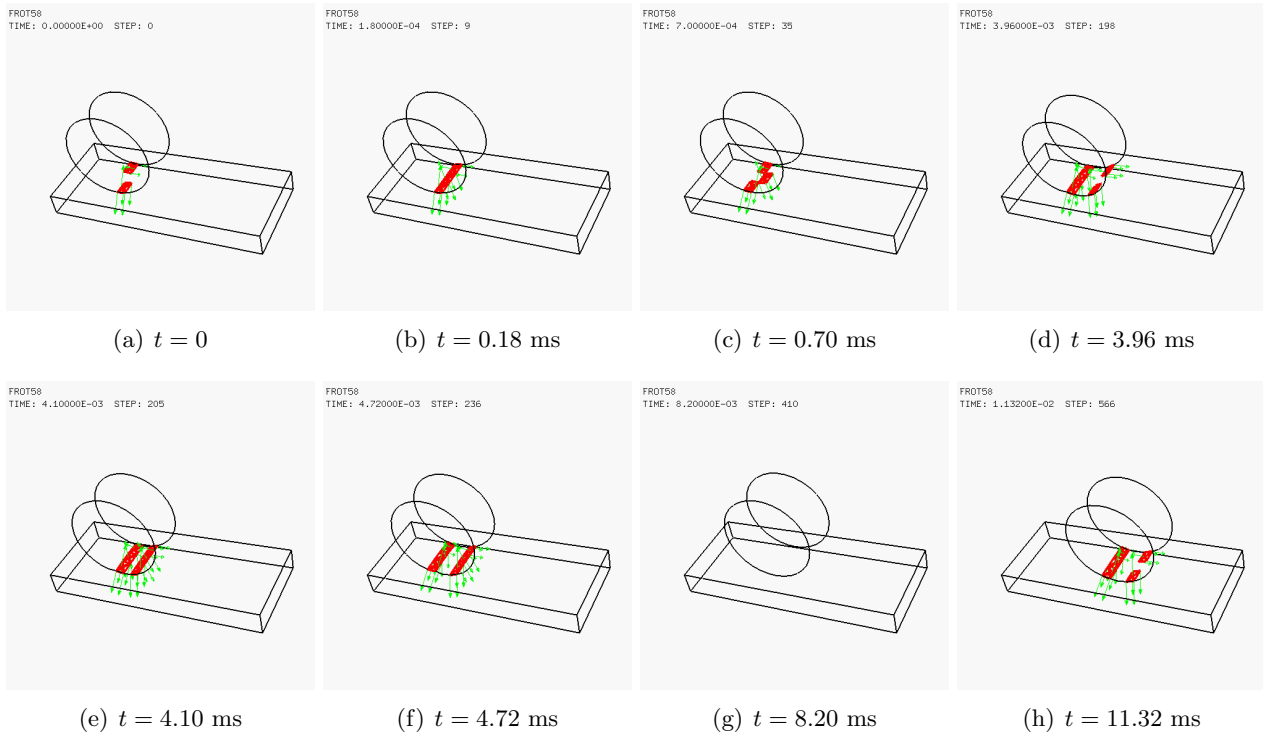 FROT58
TIME: 0.00000E+00 STEP: 0
FROT58
TIME: 1.80000E-04 STEP: 9
FROT58
TIME: 7.00000E-04 STEP: 35
FROT58
TIME: 3.96000E-03 STEP: 198
(a) t = 0
(b) t = 0.18 ms
(c) t = 0.70 ms
(d) t = 3.96 ms
FROT58
TIME: 4.10000E-03 STEP: 205
FROT58
TIME: 4.72000E-03 STEP: 236
FROT58
TIME: 8.20000E-03 STEP: 410
FROT58
TIME: 1.13200E-02 STEP: 566
(e) t = 4.10 ms
(f) t = 4.72 ms
(g) t = 8.20 ms
(h) t = 11.32 ms